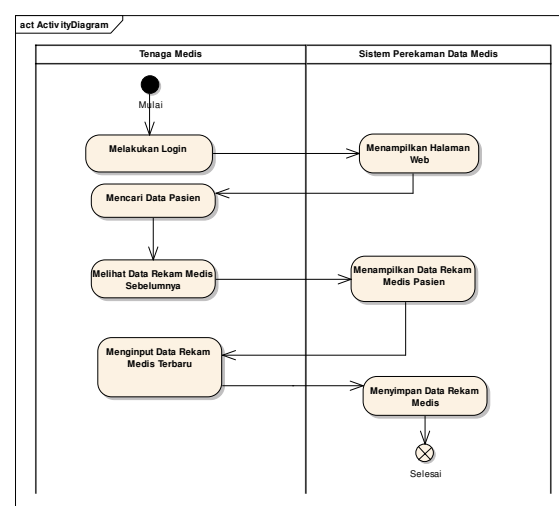 act ActivityDiagram
Tenaga Medis
Sistem Perekaman Data Medis
Mulai
Melakukan Login
Menampilkan Halaman
Web
Mencari Data Pasien
Melihat Data Rekam Medis
Sebelumnya
Menampilkan Data Rekam
Medis Pasien
Menginput Data Rekam
Medis Terbaru
Menyimpan Data Rekam
Medis
Selesai